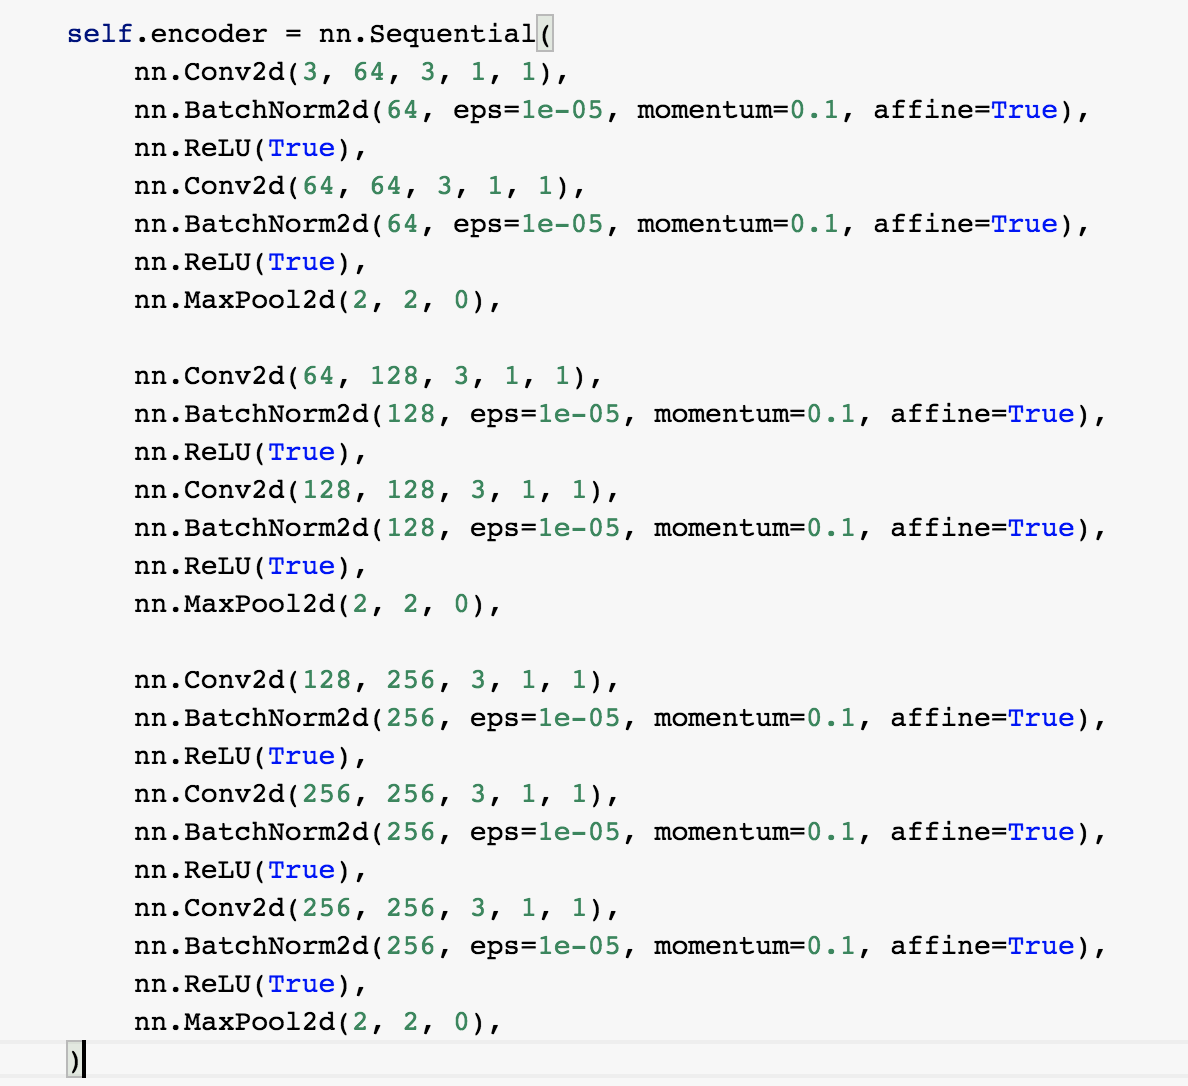 self.encoder = nn.Sequential(
nn.Conv2d(3, 64, 3, 1, 1),
nn.BatchNorm2d(64, eps=1e-05, momentum=0.1, affine=True),
nn.ReLU(True),
nn.Conv2d(64, 64, 3, 1, 1),
nn.BatchNorm2d(64, eps=1e-05, momentum=0.1, affine=True),
nn.ReLU(True),
nn.MaxPool2d(2, 2, 0),
nn.Conv2d(64, 128, 3, 1, 1),
nn.BatchNorm2d(128, eps=1e-05, momentum=0.1, affine=True),
nn.ReLU(True),
nn.Conv2d(128, 128, 3, 1, 1),
nn.BatchNorm2d(128, eps=1e-05, momentum=0.1, affine=True),
nn.ReLU(True),
nn.MaxPool2d(2, 2, 0),
nn.Conv2d(128, 256, 3, 1, 1),
nn.BatchNorm2d(256, eps=1e-05, momentum=0.1, affine=True),
nn.ReLU(True),
nn.Conv2d(256, 256, 3, 1, 1),
nn.BatchNorm2d(256, eps=1e-05, momentum=0.1, affine=True),
nn.ReLU(True),
nn.Conv2d(256, 256, 3, 1, 1),
nn.BatchNorm2d(256, eps=1e-05, momentum=0.1, affine=True),
nn.ReLU(True),
nn.MaxPool2d(2, 2, 0),
)